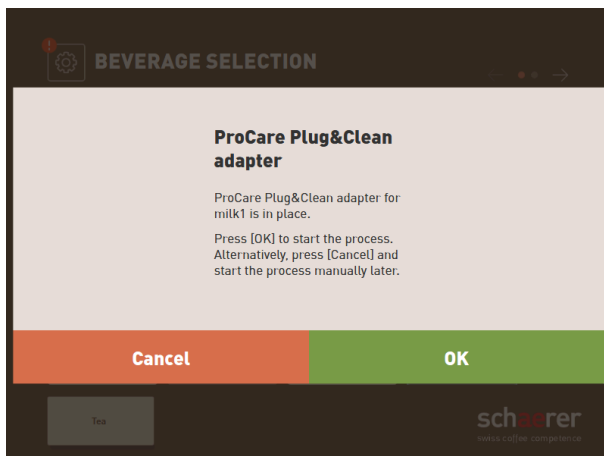 !
BEVERAGE SELECTION
ProCare Plug&Clean
adapter
ProCare Plug&Clean adapter for
milk1 is in place.
Press [OK] to start the process.
Alternatively, press [Cancel] and
start the process manually later.
Cancel
OK
Tea
schaerer
swiss coffee competence